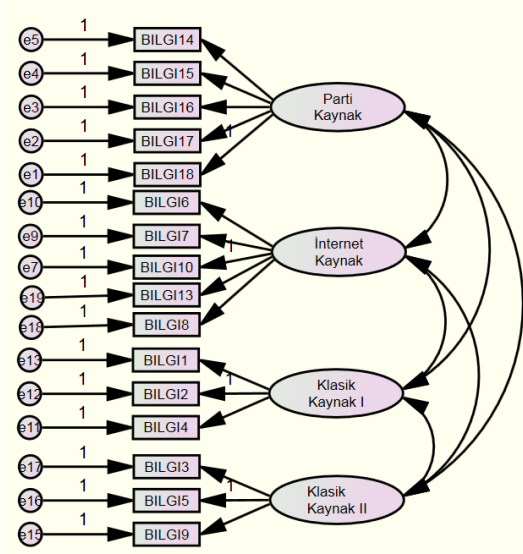 e5 1 BILGI14
e4 1 BILGI15
e3 1 BILGI16
e2 1 BILGI17 1
e1 1 BILGI18
Parti
Kaynak
e10 1 BILGI6
e9 1 BILGI7
e7 1 BILGI10 1
e19 1 BILGI13
e18 1 BILGI8
İnternet
Kaynak
e13 1 BILGI1
e12 1 BILGI2 1
e11 1 BILGI4
Klasik
Kaynak I
e17 1 BILGI3
e16 1 BILGI5 1
e15 1 BILGI9
Klasik
Kaynak II